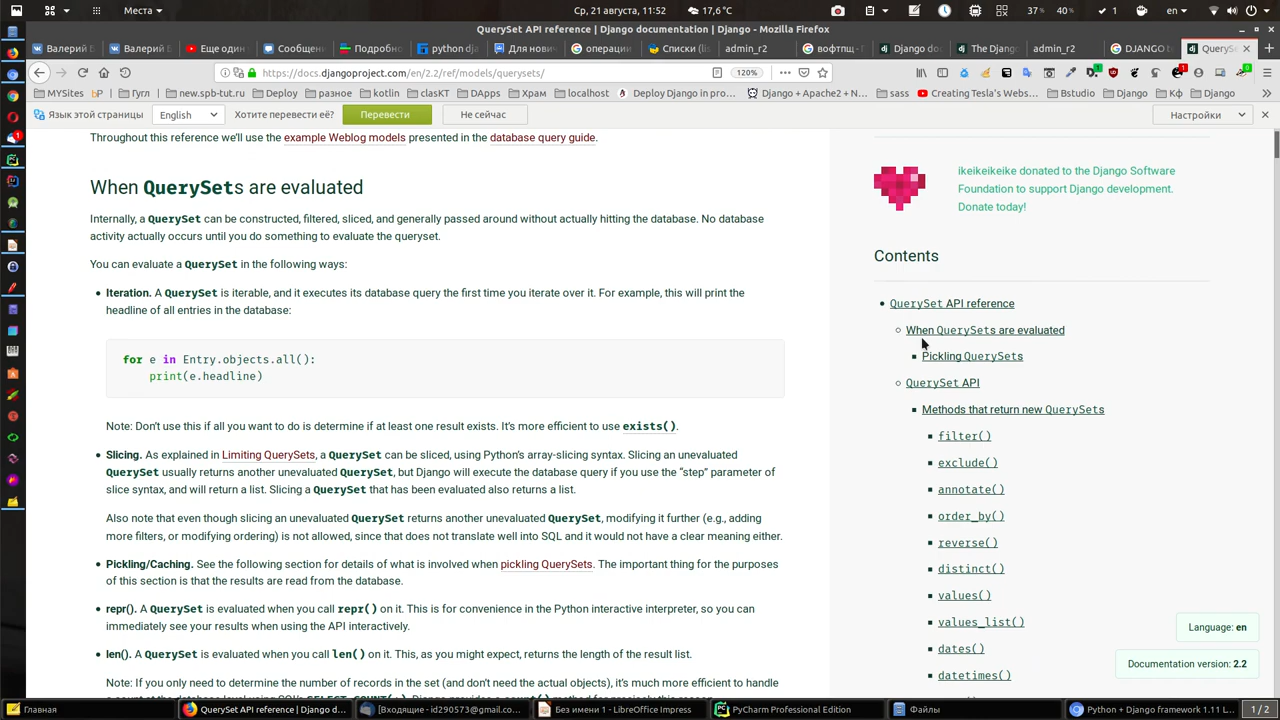 Места
Ср, 21 августа, 11:52
17,6°C
37%
40%
1
en
QuerySet API reference | Django documentation | Django - Mozilla Firefox
Валерий Б
Валерий Б
Еще один
Сообщени
Подробно
python dj
Для нович
операции
Списки (li
admin_r2
вофтпщ - Г
Django doc
The Djang
admin_r2
DJANGO ts
QueryS
https://docs.djangoproject.com/en/2.2/ref/models/querysets/
120%
MYSites
Гугл
new.spb-tut.ru
Deploy
разное
kotlin
clasKT
DApps
Храм
localhost
Deploy Django in pro…
Django + Apache2 + N…
sass
Creating Tesla's Webs…
Bstudio
Django
Кф
Django
Язык этой страницы
English
Хотите перевести её?
Перевести
Не сейчас
Настройки
Throughout this reference we'll use the example Weblog models presented in the database query guide.
When QuerySets are evaluated
Internally, a QuerySet can be constructed, filtered, sliced, and generally passed around without actually hitting the database. No database
activity actually occurs until you do something to evaluate the queryset.
You can evaluate a QuerySet in the following ways:
• Iteration. A QuerySet is iterable, and it executes its database query the first time you iterate over it. For example, this will print the
headline of all entries in the database:
for e in Entry.objects.all():
    print(e.headline)
Note: Don't use this if all you want to do is determine if at least one result exists. It's more efficient to use exists().
• Slicing. As explained in Limiting QuerySets, a QuerySet can be sliced, using Python's array-slicing syntax. Slicing an unevaluated
QuerySet usually returns another unevaluated QuerySet, but Django will execute the database query if you use the “step” parameter of
slice syntax, and will return a list. Slicing a QuerySet that has been evaluated also returns a list.
Also note that even though slicing an unevaluated QuerySet returns another unevaluated QuerySet, modifying it further (e.g., adding
more filters, or modifying ordering) is not allowed, since that does not translate well into SQL and it would not have a clear meaning either.
• Pickling/Caching. See the following section for details of what is involved when pickling QuerySets. The important thing for the purposes
of this section is that the results are read from the database.
• repr(). A QuerySet is evaluated when you call repr() on it. This is for convenience in the Python interactive interpreter, so you can
immediately see your results when using the API interactively.
• len(). A QuerySet is evaluated when you call len() on it. This, as you might expect, returns the length of the result list.
Note: If you only need to determine the number of records in the set (and don't need the actual objects), it's much more efficient to handle
ikeikeikeike donated to the Django Software
Foundation to support Django development.
Donate today!
Contents
• QuerySet API reference
◦ When QuerySets are evaluated
▪ Pickling QuerySets
◦ QuerySet API
▪ Methods that return new QuerySets
▪ filter()
▪ exclude()
▪ annotate()
▪ order_by()
▪ reverse()
▪ distinct()
▪ values()
▪ values_list()
▪ dates()
▪ datetimes()
Language: en
Documentation version: 2.2
Главная
QuerySet API reference | Django d…
[Входящие - id290573@gmail.co…
Без имени 1 - LibreOffice Impress
PyCharm Professional Edition
Файлы
Python + Django framework 1.11 L…
1 / 2